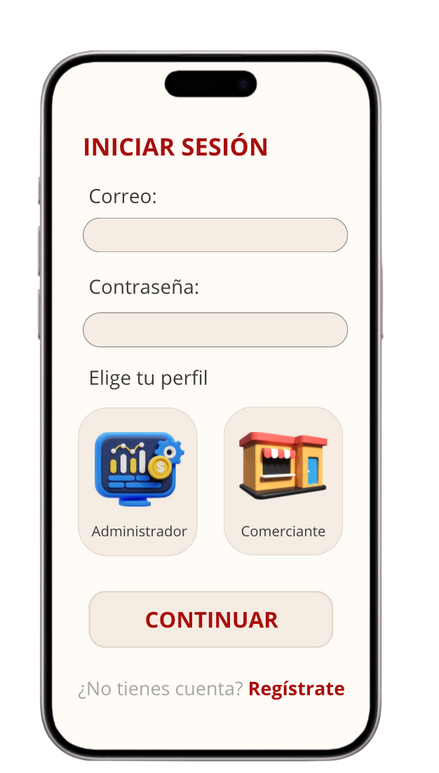 INICIAR SESIÓN
Correo:
Contraseña:
Elige tu perfil
Administrador
Comerciante
CONTINUAR
¿No tienes cuenta? Regístrate